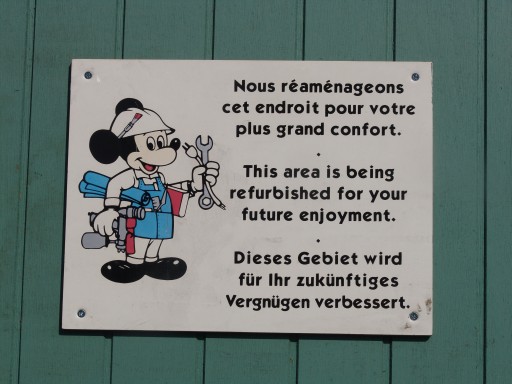 Nous réaménageons
cet endroit pour votre
plus grand confort.
.
This area is being
refurbished for your
future enjoyment.
.
Dieses Gebiet wird
für Ihr zukünftiges
Vergnügen verbessert.